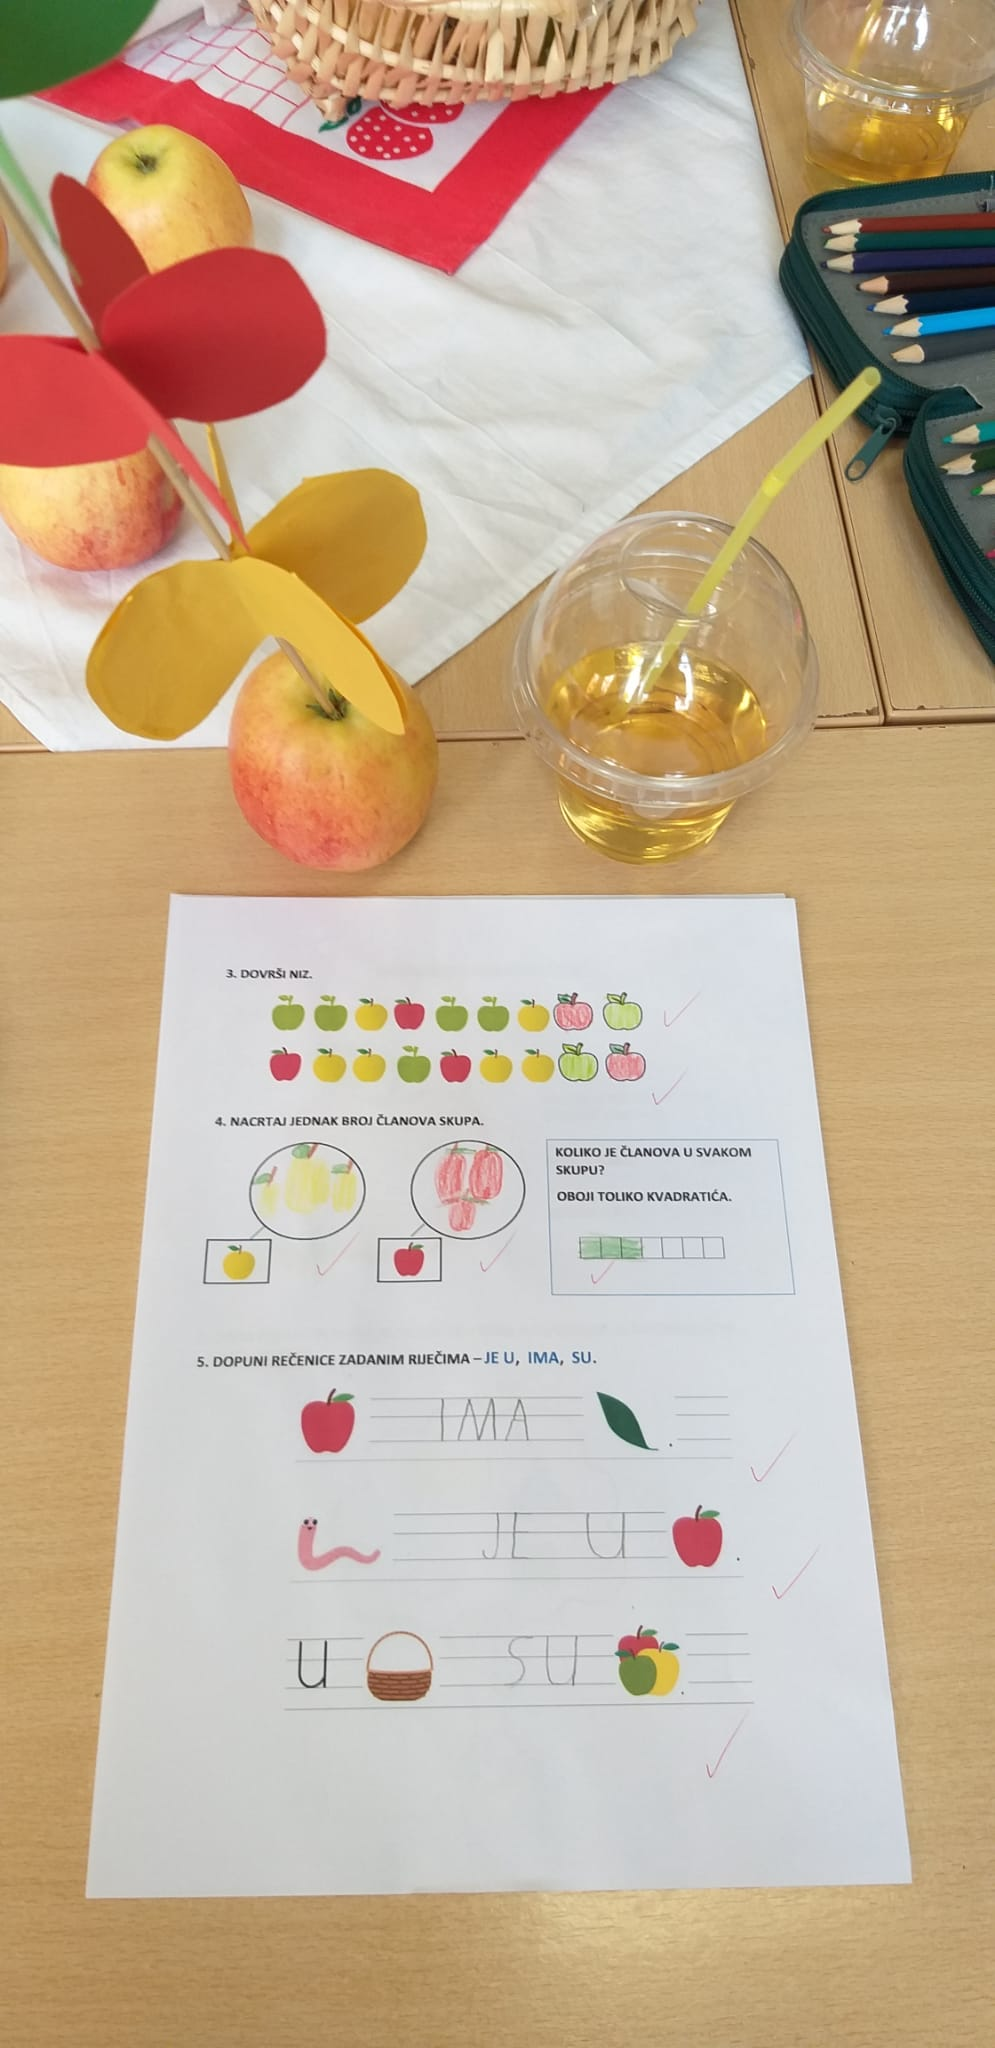 3. DOVRŠI NIZ.
4. NACRTAJ JEDNAK BROJ ČLANOVA SKUPA.
KOLIKO JE ČLANOVA U SVAKOM
SKUPU?
OBOJI TOLIKO KVADRATIĆA.
5. DOPUNI REČENICE ZADANIM RIJEČIMA – JE U, IMA, SU.
IMA .
JE U .
U SU .